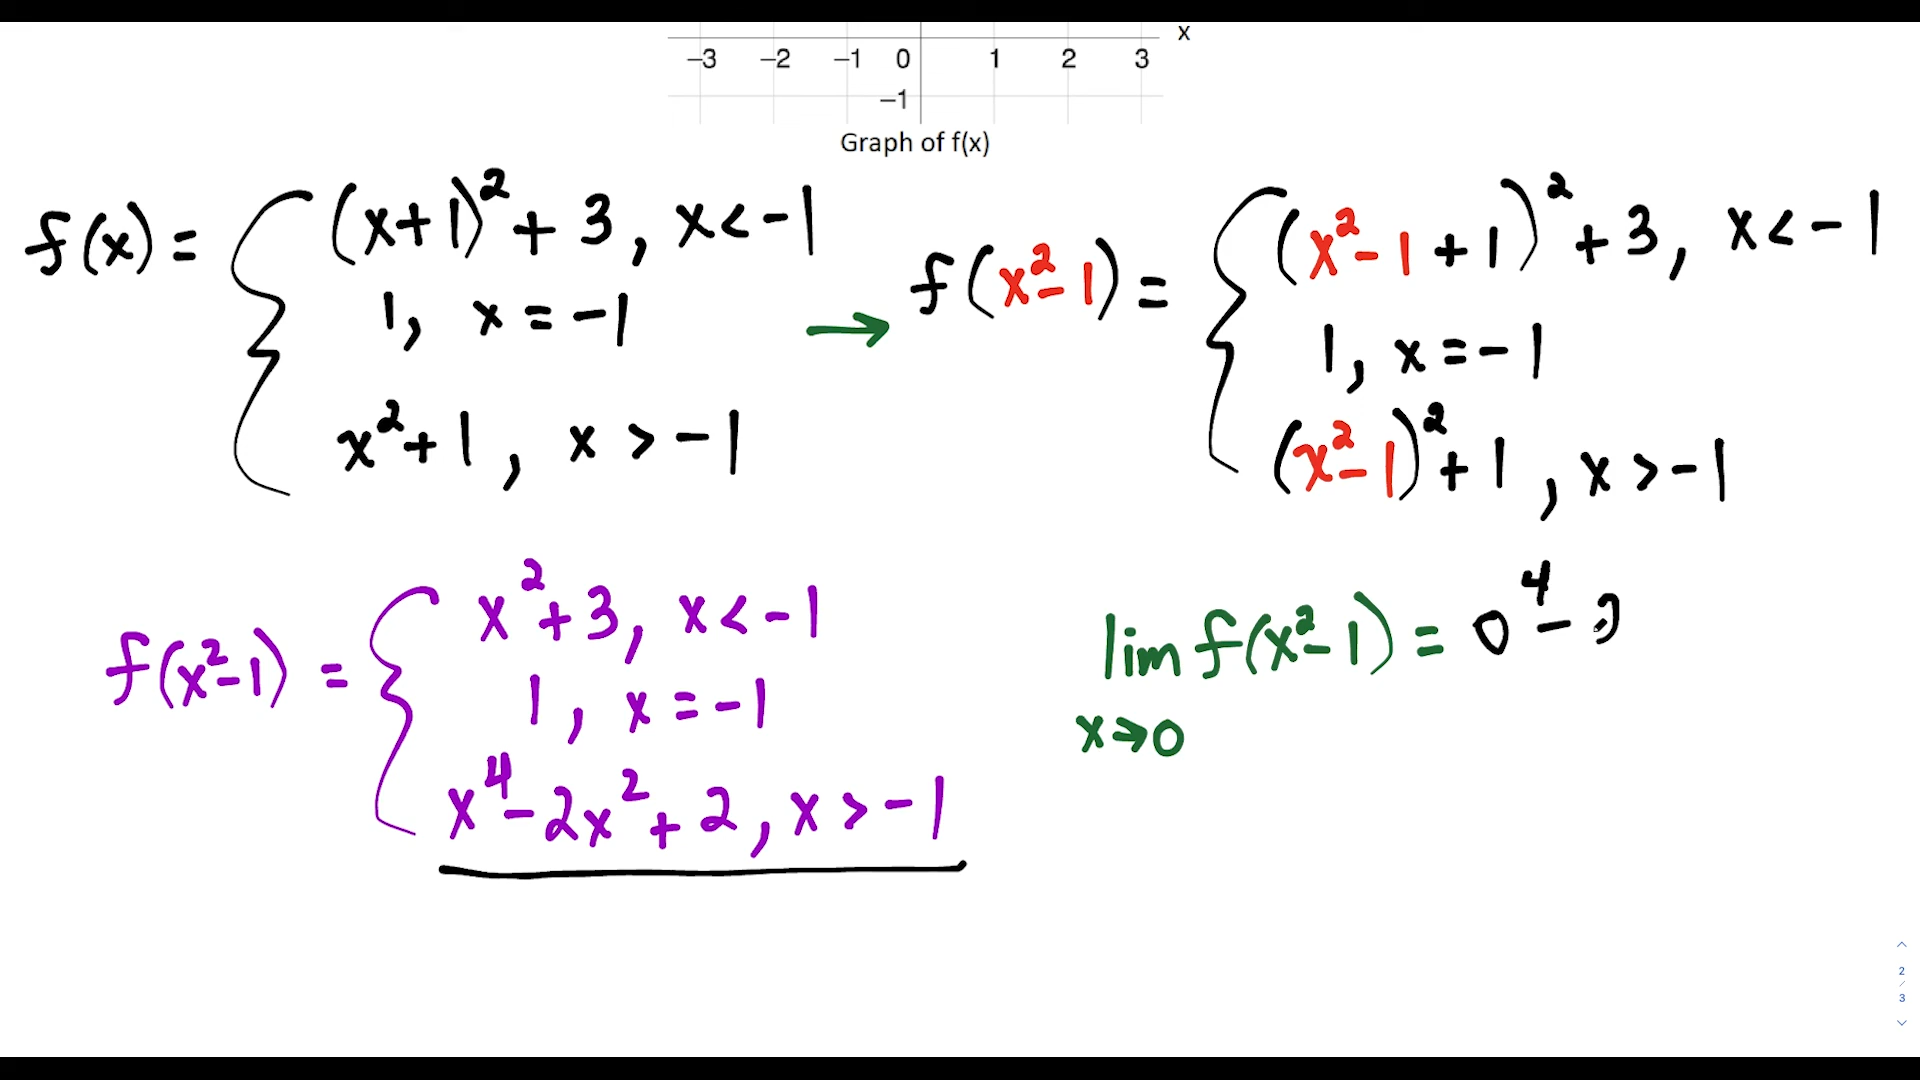 x
−3 −2 −1 0 1 2 3
−1
Graph of f(x)
f(x) = { (x+1)² + 3, x < −1
1, x = −1
x² + 1, x > −1
→ f(x² − 1) = { (x² − 1 + 1)² + 3, x < −1
1, x = −1
(x² − 1)² + 1, x > −1
f(x² − 1) = { x² + 3, x < −1
1, x = −1
x⁴ − 2x² + 2, x > −1
lim f(x² − 1) = 0⁴ −
x → 0
2
/
3